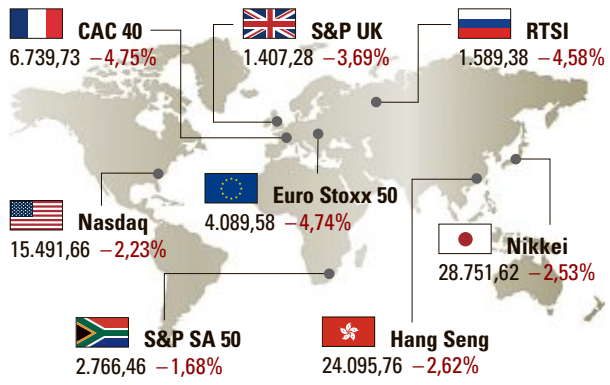 CAC 40
6.739,73 –4,75%
S&P UK
1.407,28 –3,69%
RTSI
1.589,38 –4,58%
Nasdaq
15.491,66 –2,23%
Euro Stoxx 50
4.089,58 –4,74%
Nikkei
28.751,62 –2,53%
S&P SA 50
2.766,46 –1,68%
Hang Seng
24.095,76 –2,62%